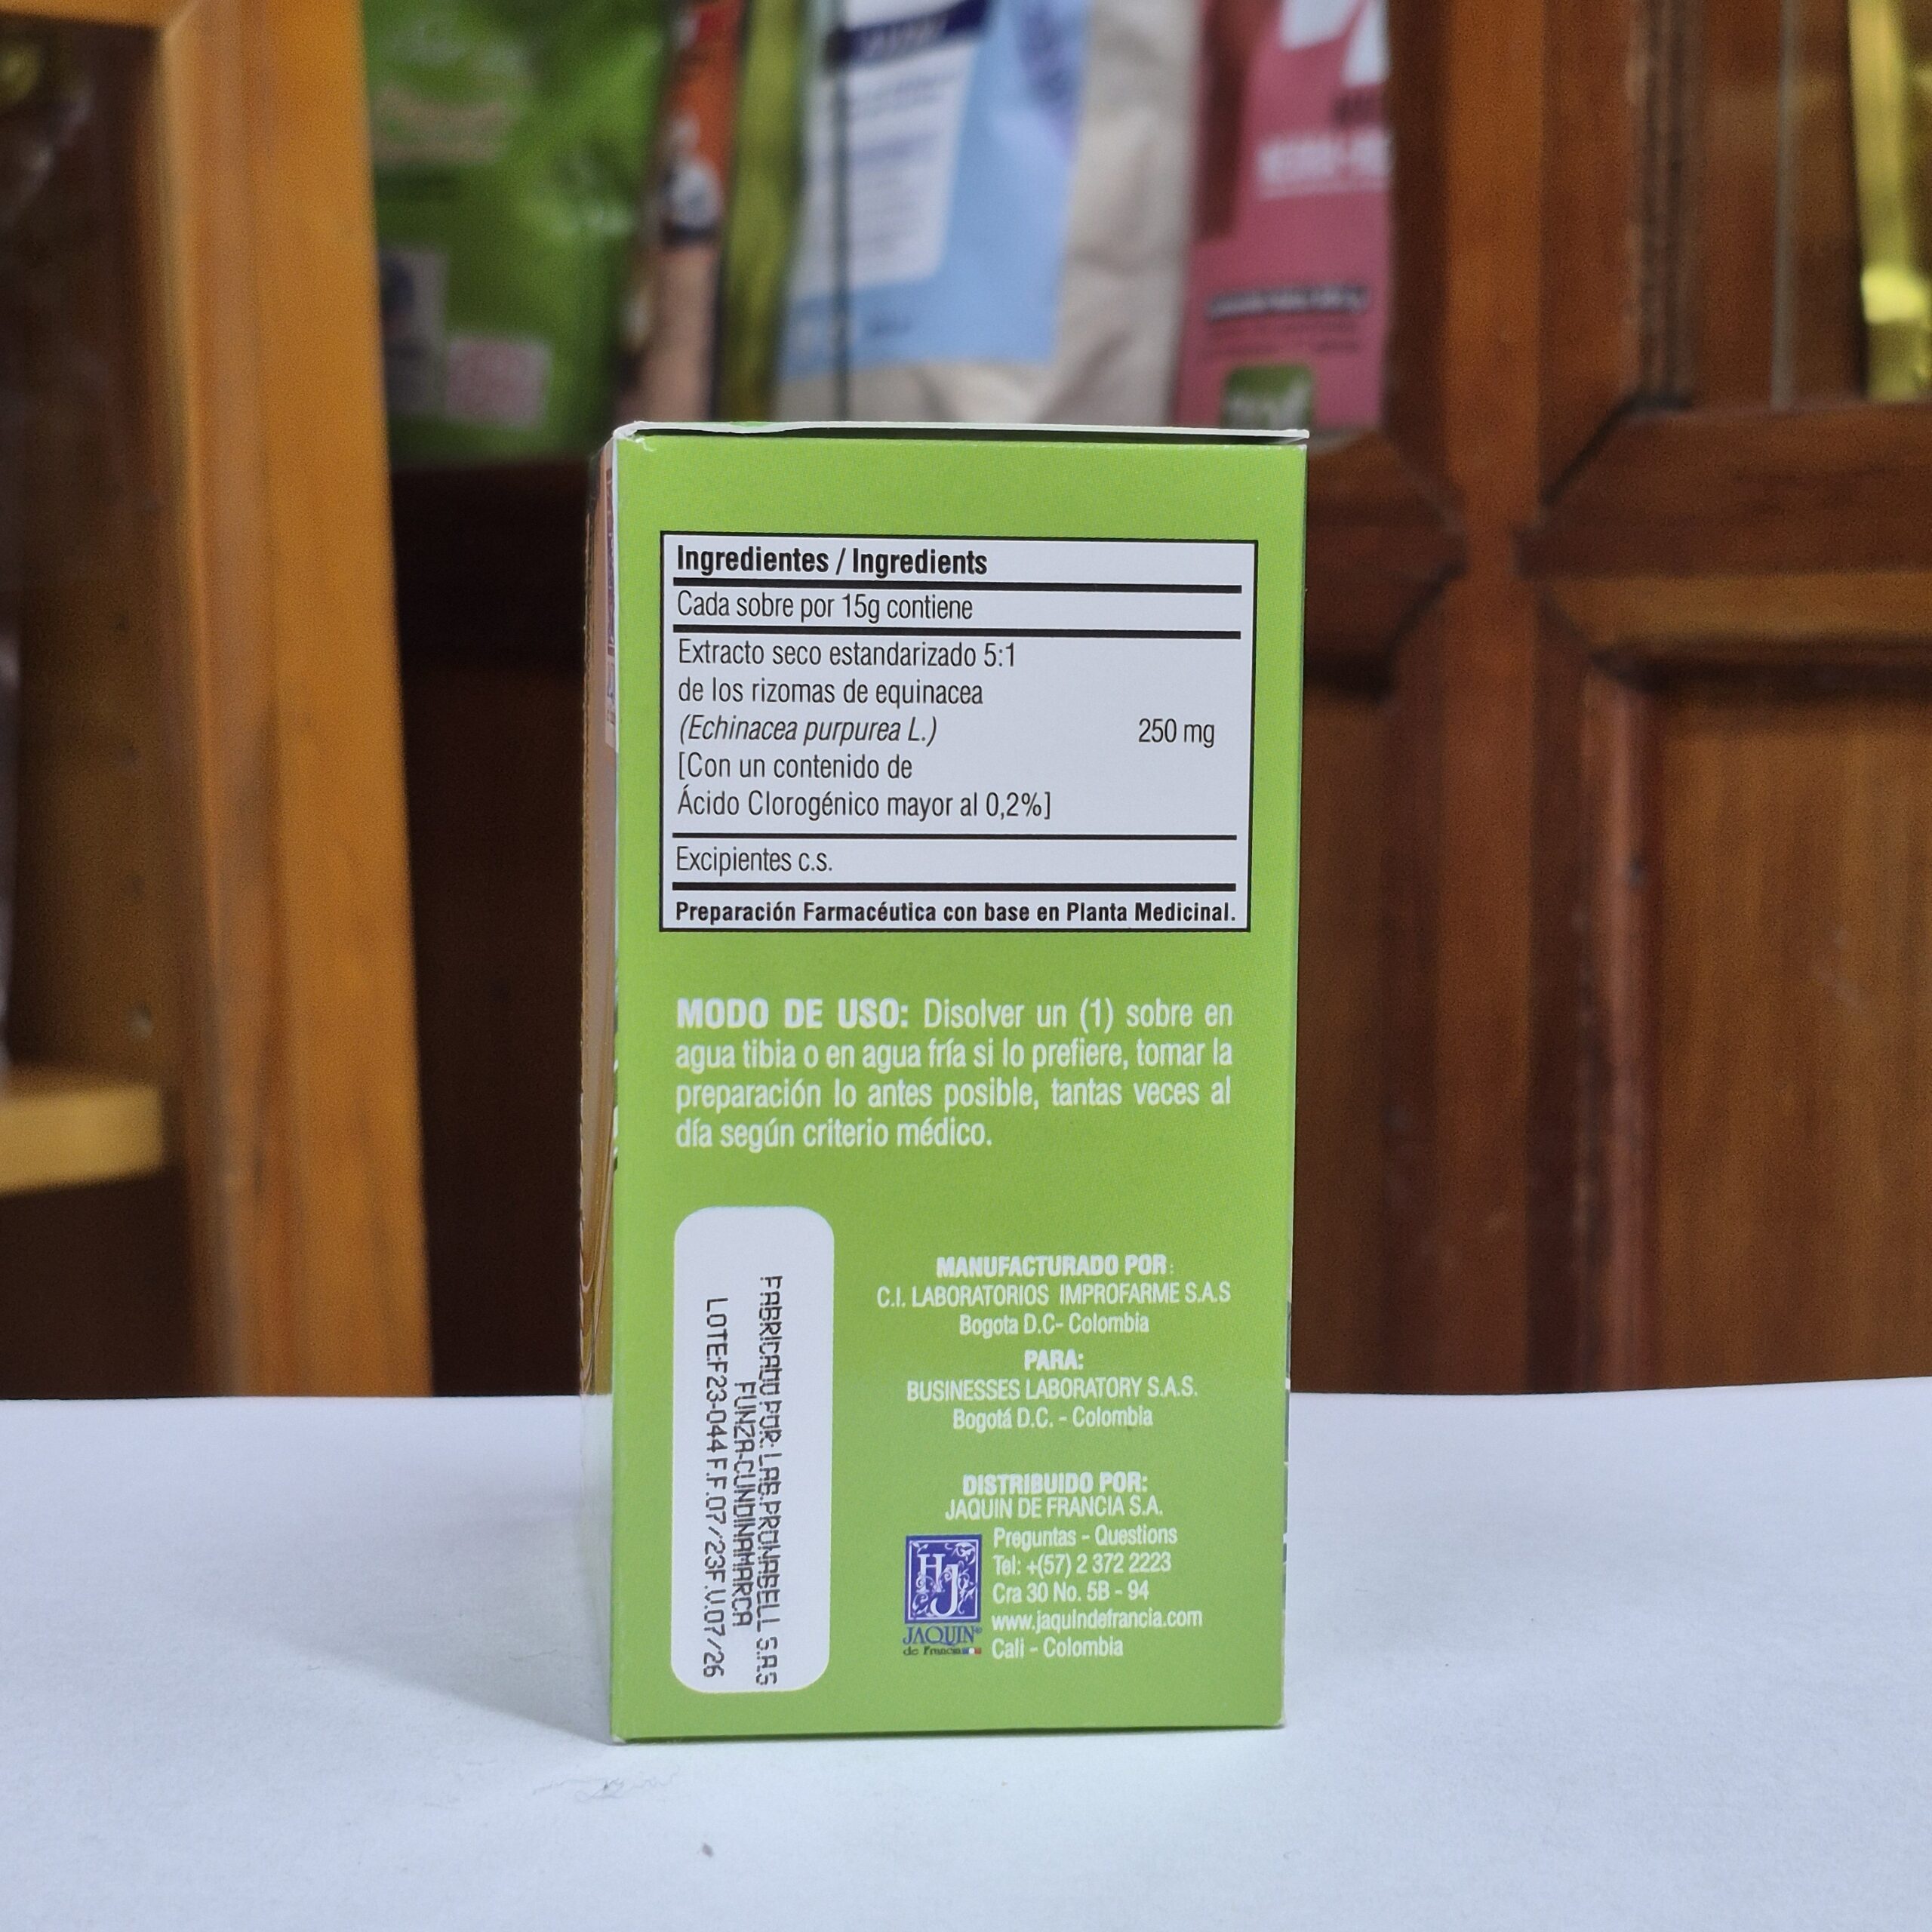 Ingredientes / Ingredients
Cada sobre por 15g contiene
Extracto seco estandarizado 5:1
de los rizomas de equinacea
(Echinacea purpurea L.) 250 mg
[Con un contenido de
Ácido Clorogénico mayor al 0,2%]
Excipientes c.s.
Preparación Farmacéutica con base en Planta Medicinal.
MODO DE USO: Disolver un (1) sobre en
agua tibia o en agua fría si lo prefiere, tomar la
preparación lo antes posible, tantas veces al
día según criterio médico.
FABRICADO POR: LAB.PRONABELL S.A.S
FUNZA-CUNDINAMARCA
LOTE:F23-044 F.F.07/23F.V.07/26
MANUFACTURADO POR:
C.I. LABORATORIOS IMPROFARME S.A.S
Bogota D.C- Colombia
PARA:
BUSINESSES LABORATORY S.A.S.
Bogotá D.C. - Colombia
DISTRIBUIDO POR:
JAQUIN DE FRANCIA S.A.
Preguntas - Questions
Tel: +(57) 2 372 2223
Cra 30 No. 5B - 94
www.jaquindefrancia.com
Cali - Colombia
HJ
JAQUIN®
de Francia